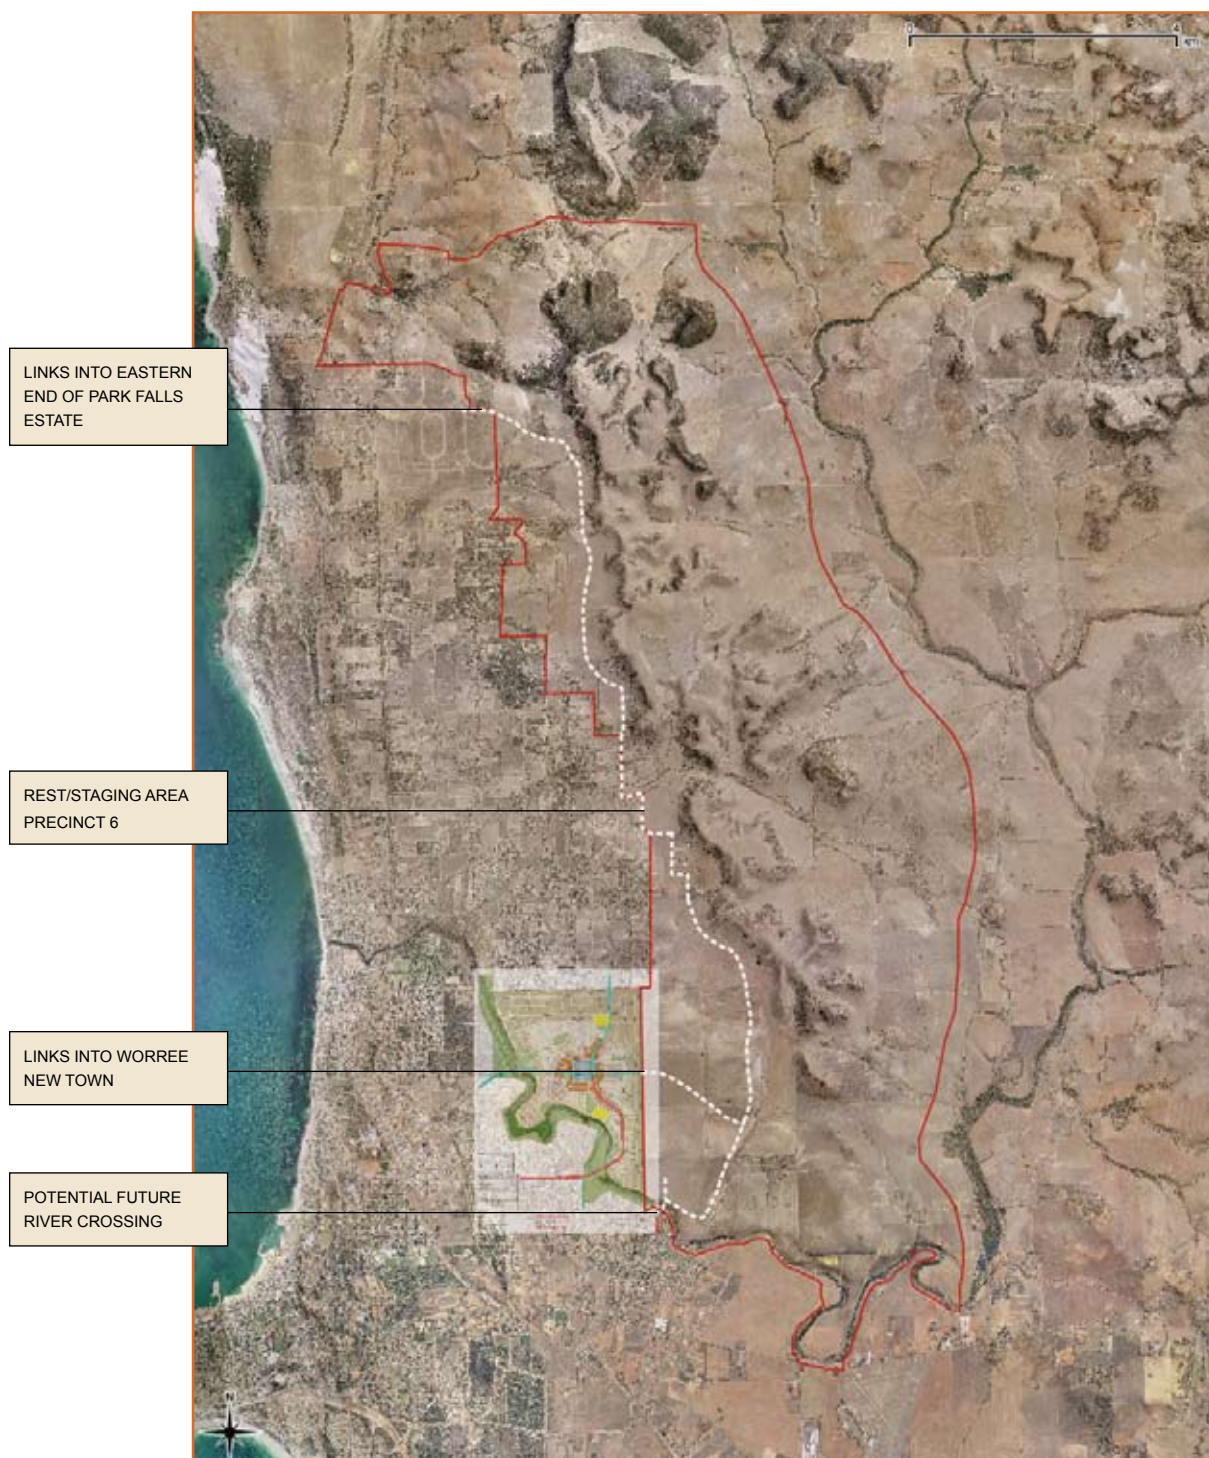 0 4
km
LINKS INTO EASTERN
END OF PARK FALLS
ESTATE
REST/STAGING AREA
PRECINCT 6
LINKS INTO WORREE
NEW TOWN
POTENTIAL FUTURE
RIVER CROSSING
N